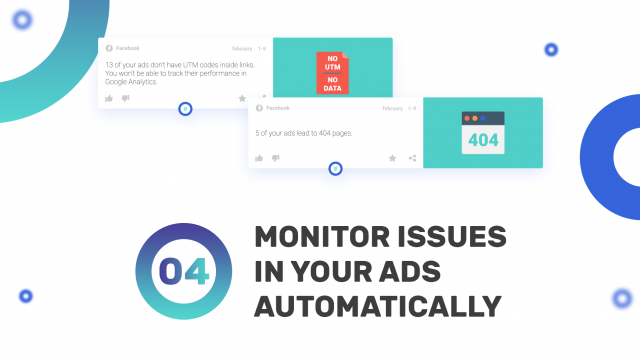 Facebook
february 1-9
13 of your ads don't have UTM codes inside links.
You won't be able to track their performance in
Google Analytics.
NO
UTM
NO
DATA
Facebook
february 1-9
5 of your ads lead to 404 pages.
404
04
MONITOR ISSUES
IN YOUR ADS
AUTOMATICALLY